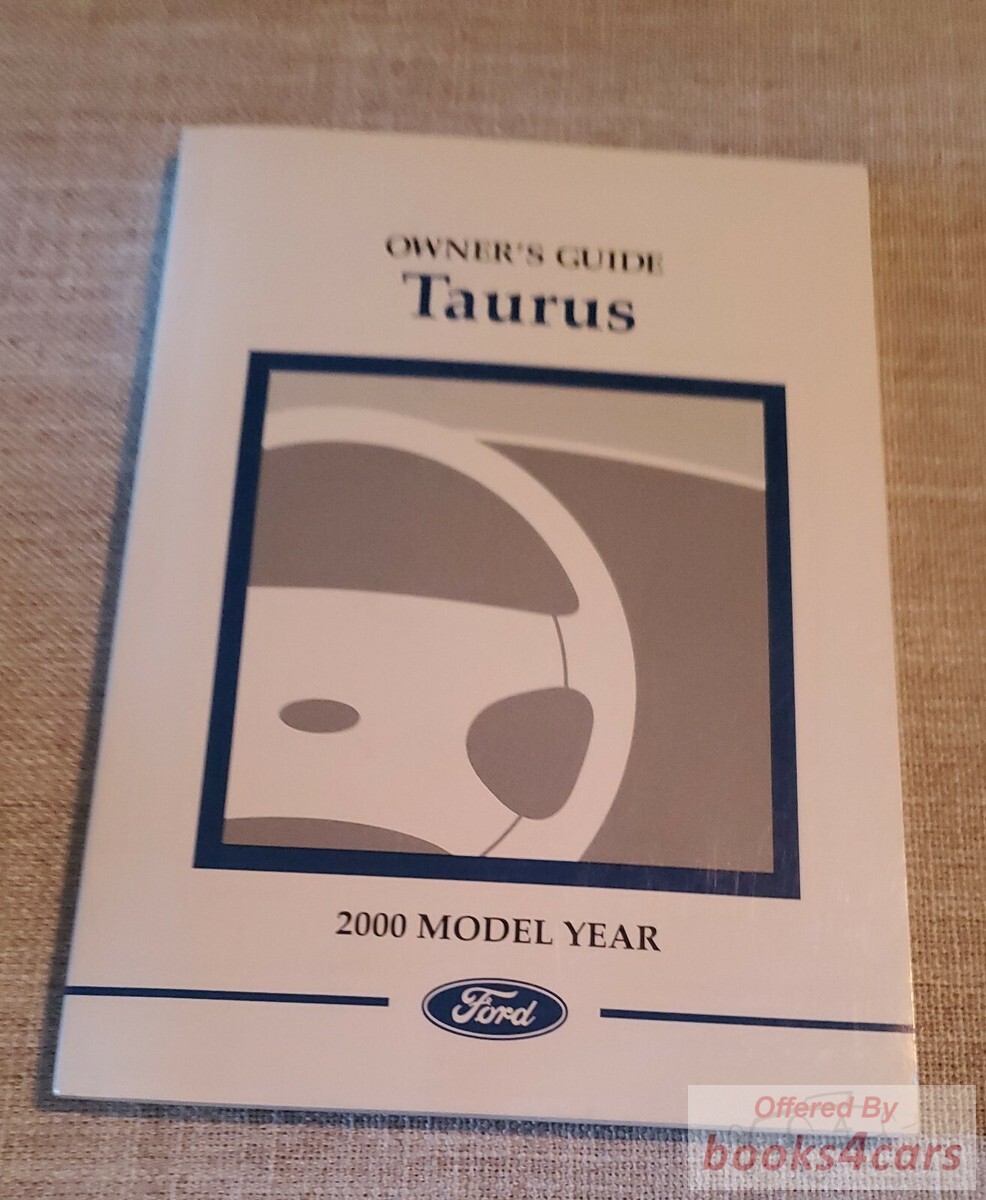 OWNER'S GUIDE
Taurus
2000 MODEL YEAR
Ford
Offered By
books4cars